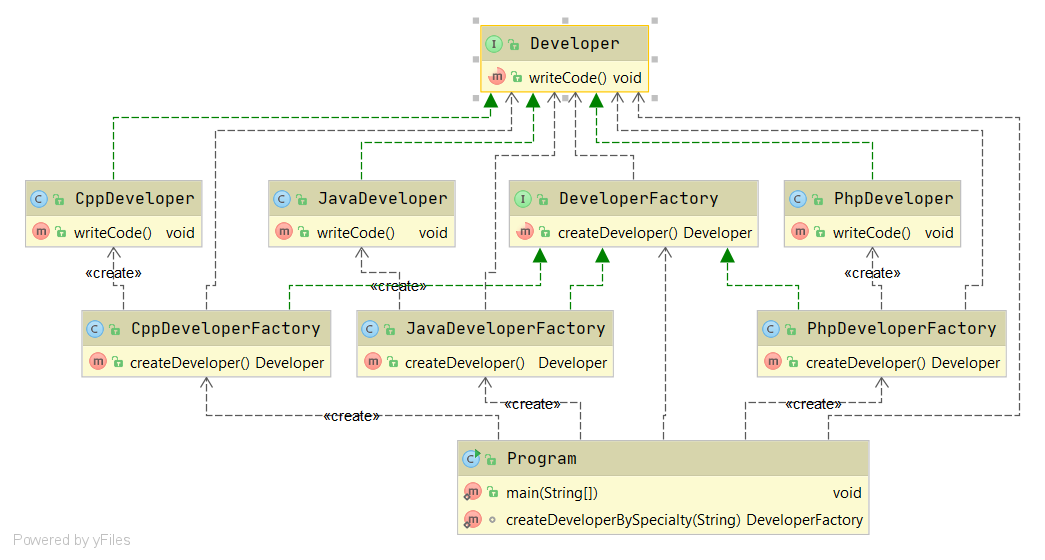 Developer
writeCode() void
CppDeveloper
writeCode() void
JavaDeveloper
writeCode() void
DeveloperFactory
createDeveloper() Developer
PhpDeveloper
writeCode() void
«create»
«create»
«create»
CppDeveloperFactory
createDeveloper() Developer
JavaDeveloperFactory
createDeveloper() Developer
PhpDeveloperFactory
createDeveloper() Developer
«create»
«create»
«create»
Program
main(String[]) void
createDeveloperBySpecialty(String) DeveloperFactory
Powered by yFiles